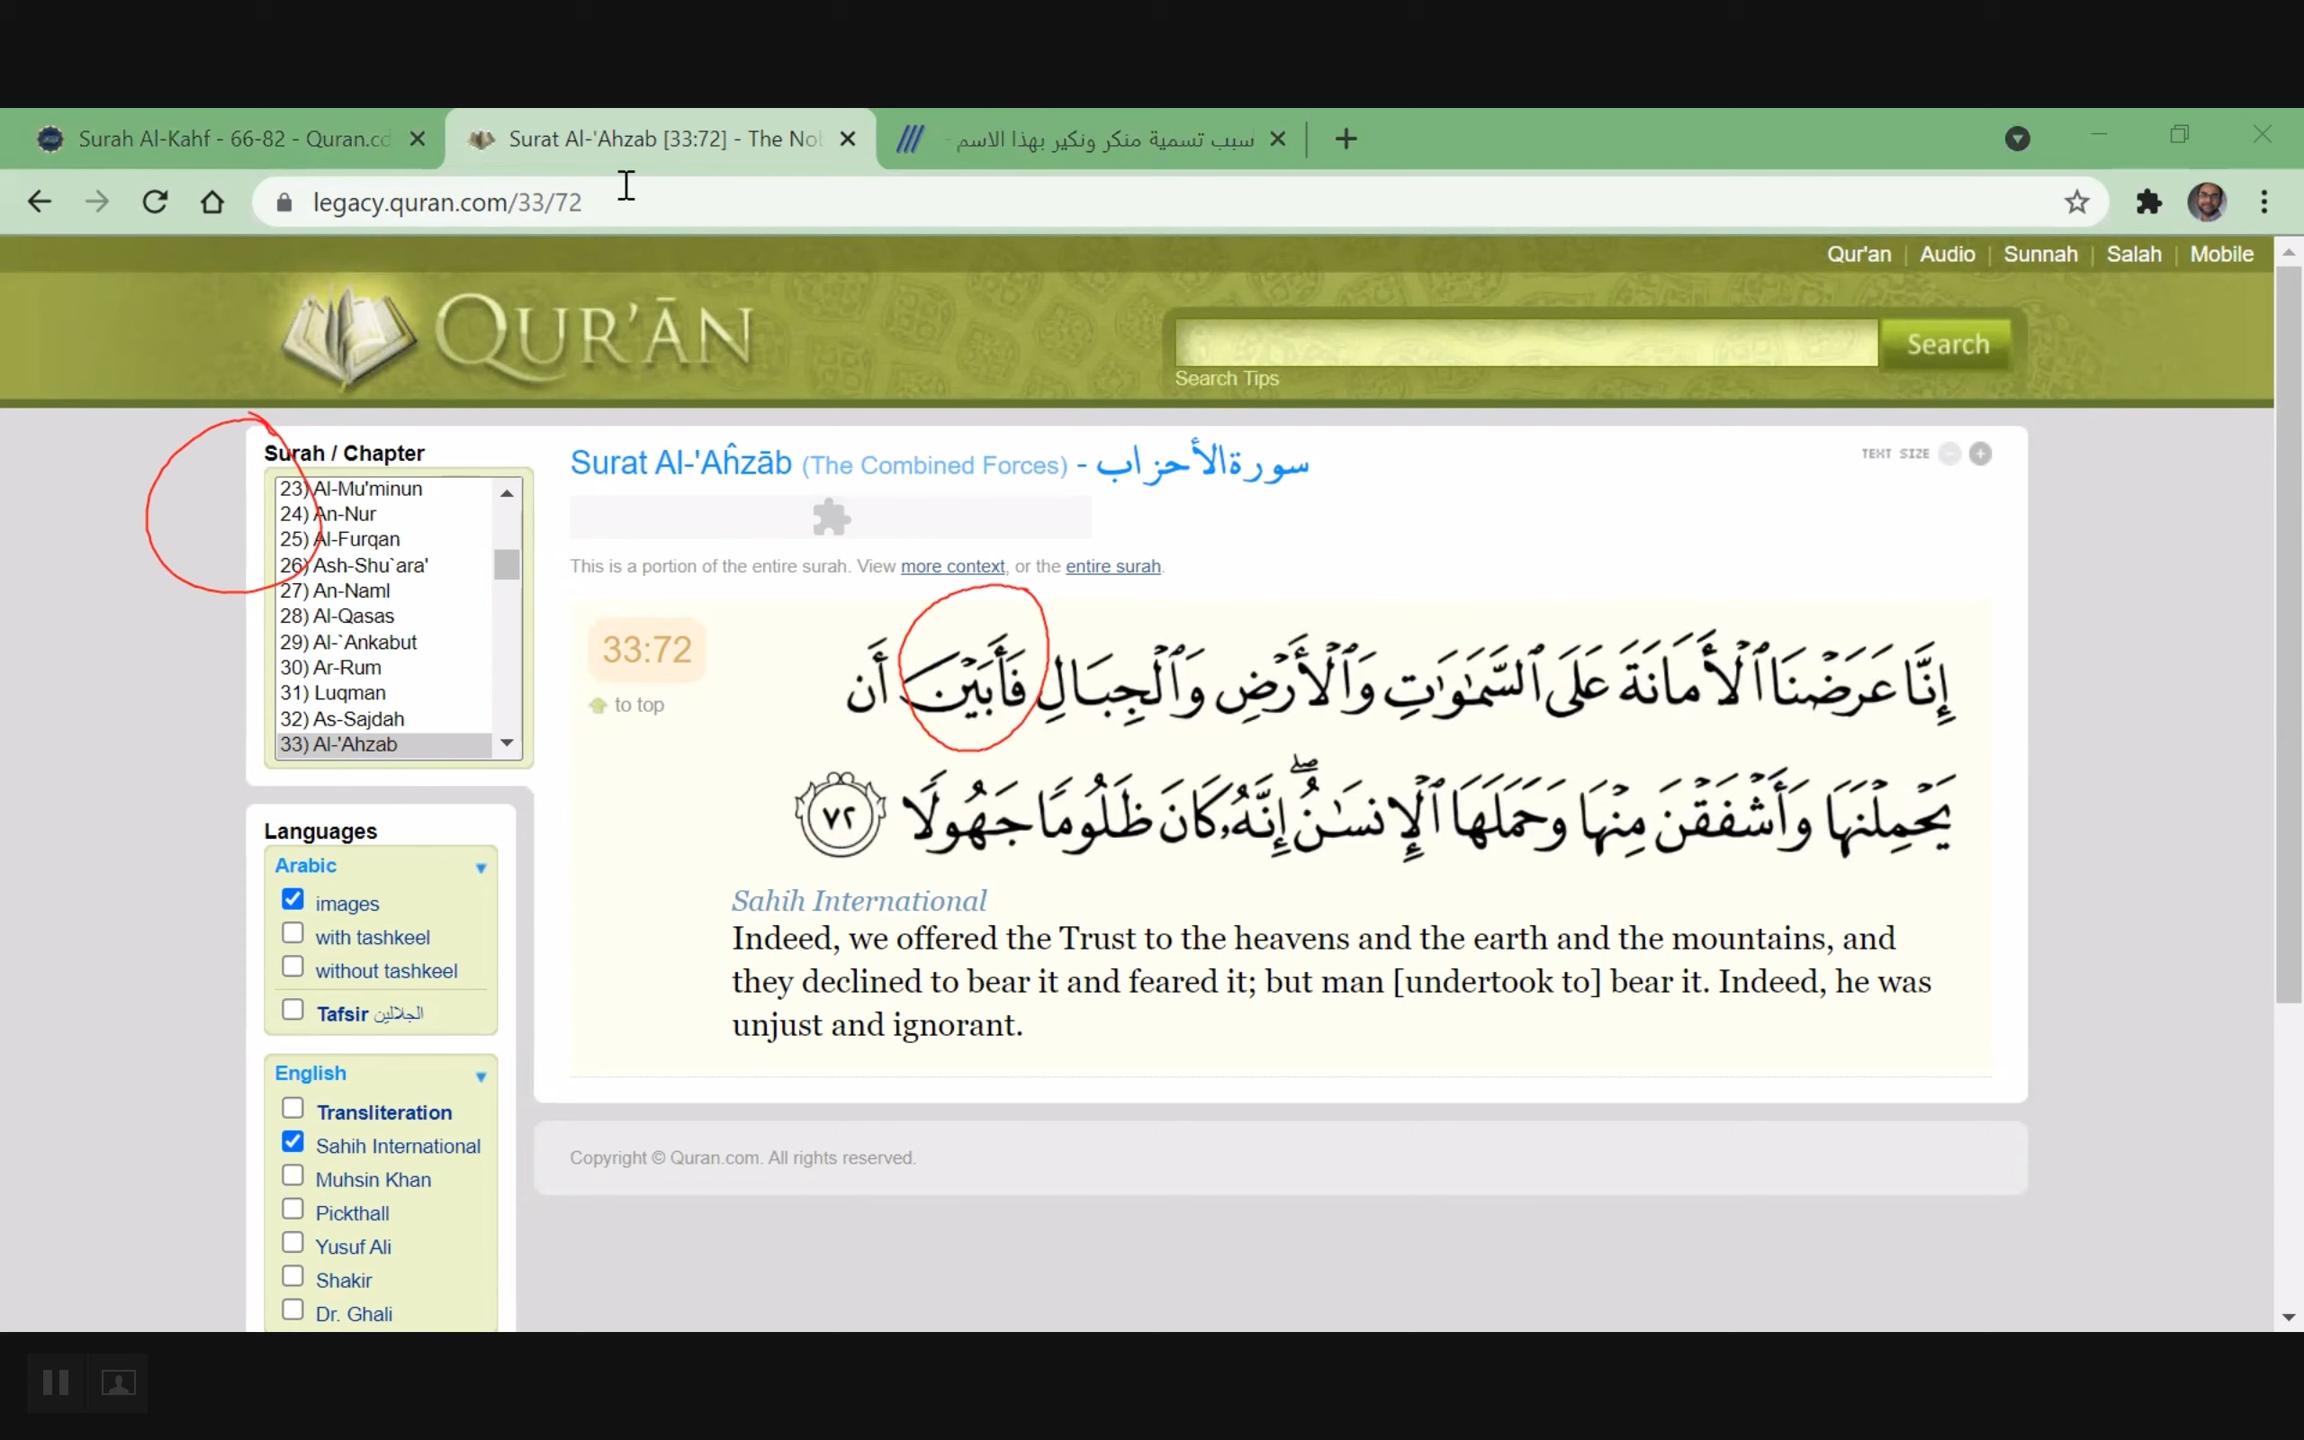 Surah Al-Kahf - 66-82 - Quran.cd
Surat Al-'Ahzab [33:72] - The Nol
سبب تسمية منكر ونكير بهذا الاسم -
legacy.quran.com/33/72
Qur'an | Audio | Sunnah | Salah | Mobile
QUR'ĀN
Search
Search Tips
Surah / Chapter
23) Al-Mu'minun
24) An-Nur
25) Al-Furqan
26) Ash-Shu`ara'
27) An-Naml
28) Al-Qasas
29) Al-`Ankabut
30) Ar-Rum
31) Luqman
32) As-Sajdah
33) Al-'Ahzab
Languages
Arabic
images
with tashkeel
without tashkeel
Tafsir الجلالين
English
Transliteration
Sahih International
Muhsin Khan
Pickthall
Yusuf Ali
Shakir
Dr. Ghali
Surat Al-'Aĥzāb (The Combined Forces) - سورة الأحزاب
TEXT SIZE
This is a portion of the entire surah. View more context, or the entire surah.
33:72
to top
إِنَّا عَرَضْنَا ٱلْأَمَانَةَ عَلَى ٱلسَّمَٰوَٰتِ وَٱلْأَرْضِ وَٱلْجِبَالِ فَأَبَيْنَ أَن
يَحْمِلْنَهَا وَأَشْفَقْنَ مِنْهَا وَحَمَلَهَا ٱلْإِنسَٰنُ ۖ إِنَّهُۥ كَانَ ظَلُومًا جَهُولًا ٧٢
Sahih International
Indeed, we offered the Trust to the heavens and the earth and the mountains, and
they declined to bear it and feared it; but man [undertook to] bear it. Indeed, he was
unjust and ignorant.
Copyright © Quran.com. All rights reserved.